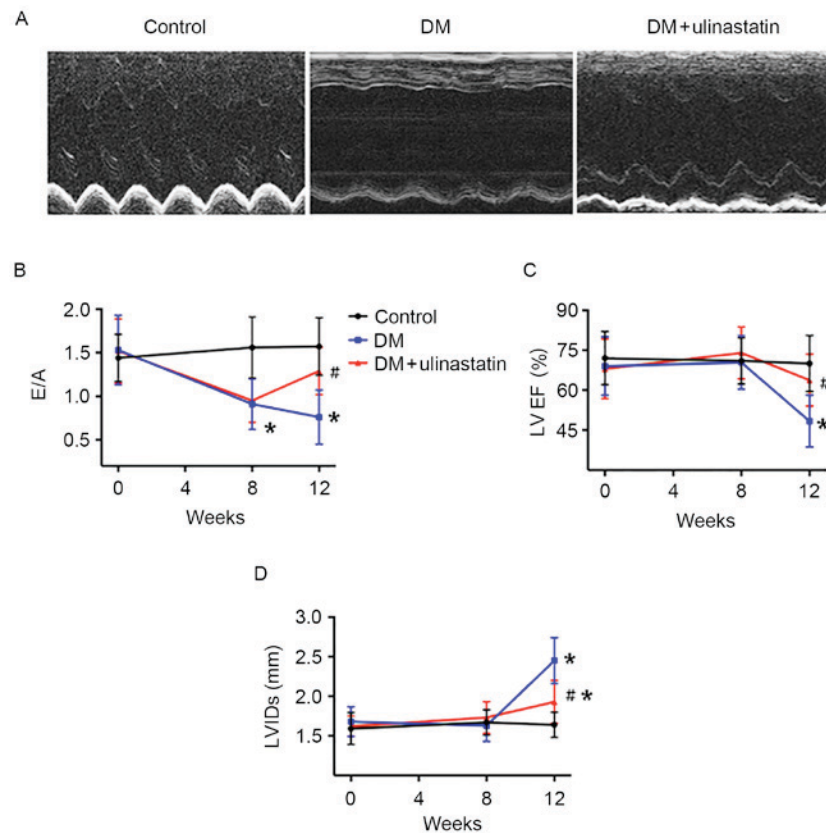 A
Control DM DM+ulinastatin
B
2.0
1.5
1.0
0.5
E/A
0 4 8 12
Weeks
* * #
Control
DM
DM+ulinastatin
C
90
75
60
45
LV EF (%)
0 4 8 12
Weeks
#
*
D
3.0
2.5
2.0
1.5
LVIDs (mm)
0 4 8 12
Weeks
*
# *